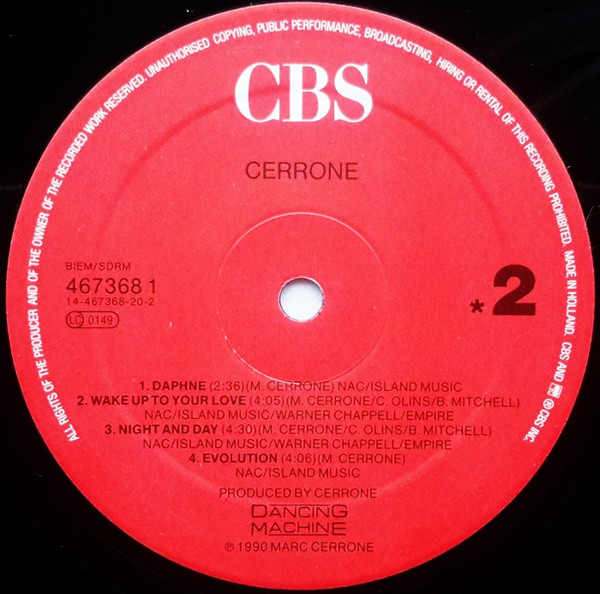 ALL RIGHTS OF THE PRODUCER AND OF THE OWNER OF THE RECORDED WORK RESERVED. UNAUTHORISED COPYING, PUBLIC PERFORMANCE, BROADCASTING, HIRING OR RENTAL OF THIS RECORDING PROHIBITED. MADE IN HOLLAND. CBS AND ℗ CBS INC.
CBS
CERRONE
BIEM/SDRM
467368 1
14-467368-20-2
LC 0149
*2
1. DAPHNE (2:36)(M. CERRONE) NAC/ISLAND MUSIC
2. WAKE UP TO YOUR LOVE (4:05)(M. CERRONE/C. OLINS/B. MITCHELL)
NAC/ISLAND MUSIC/WARNER CHAPPELL/EMPIRE
3. NIGHT AND DAY (4:30)(M. CERRONE/C. OLINS/B. MITCHELL)
NAC/ISLAND MUSIC/WARNER CHAPPELL/EMPIRE
4. EVOLUTION (4:06)(M. CERRONE)
NAC/ISLAND MUSIC
PRODUCED BY CERRONE
DANCING
MACHINE
℗ 1990 MARC CERRONE